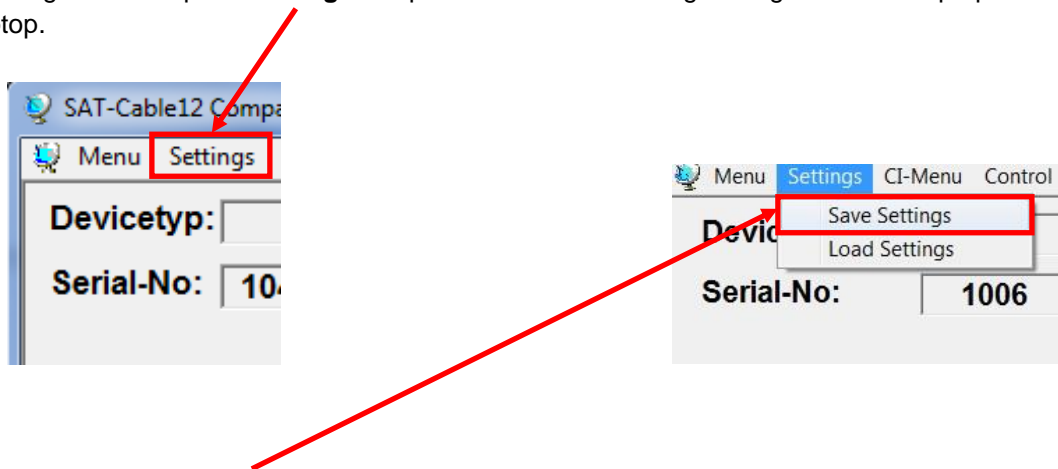 top.
SAT-Cable12 Compa
Menu Settings
Devicetyp:
Serial-No: 10
Menu Settings CI-Menu Control
Devic
Save Settings
Load Settings
Serial-No: 1006